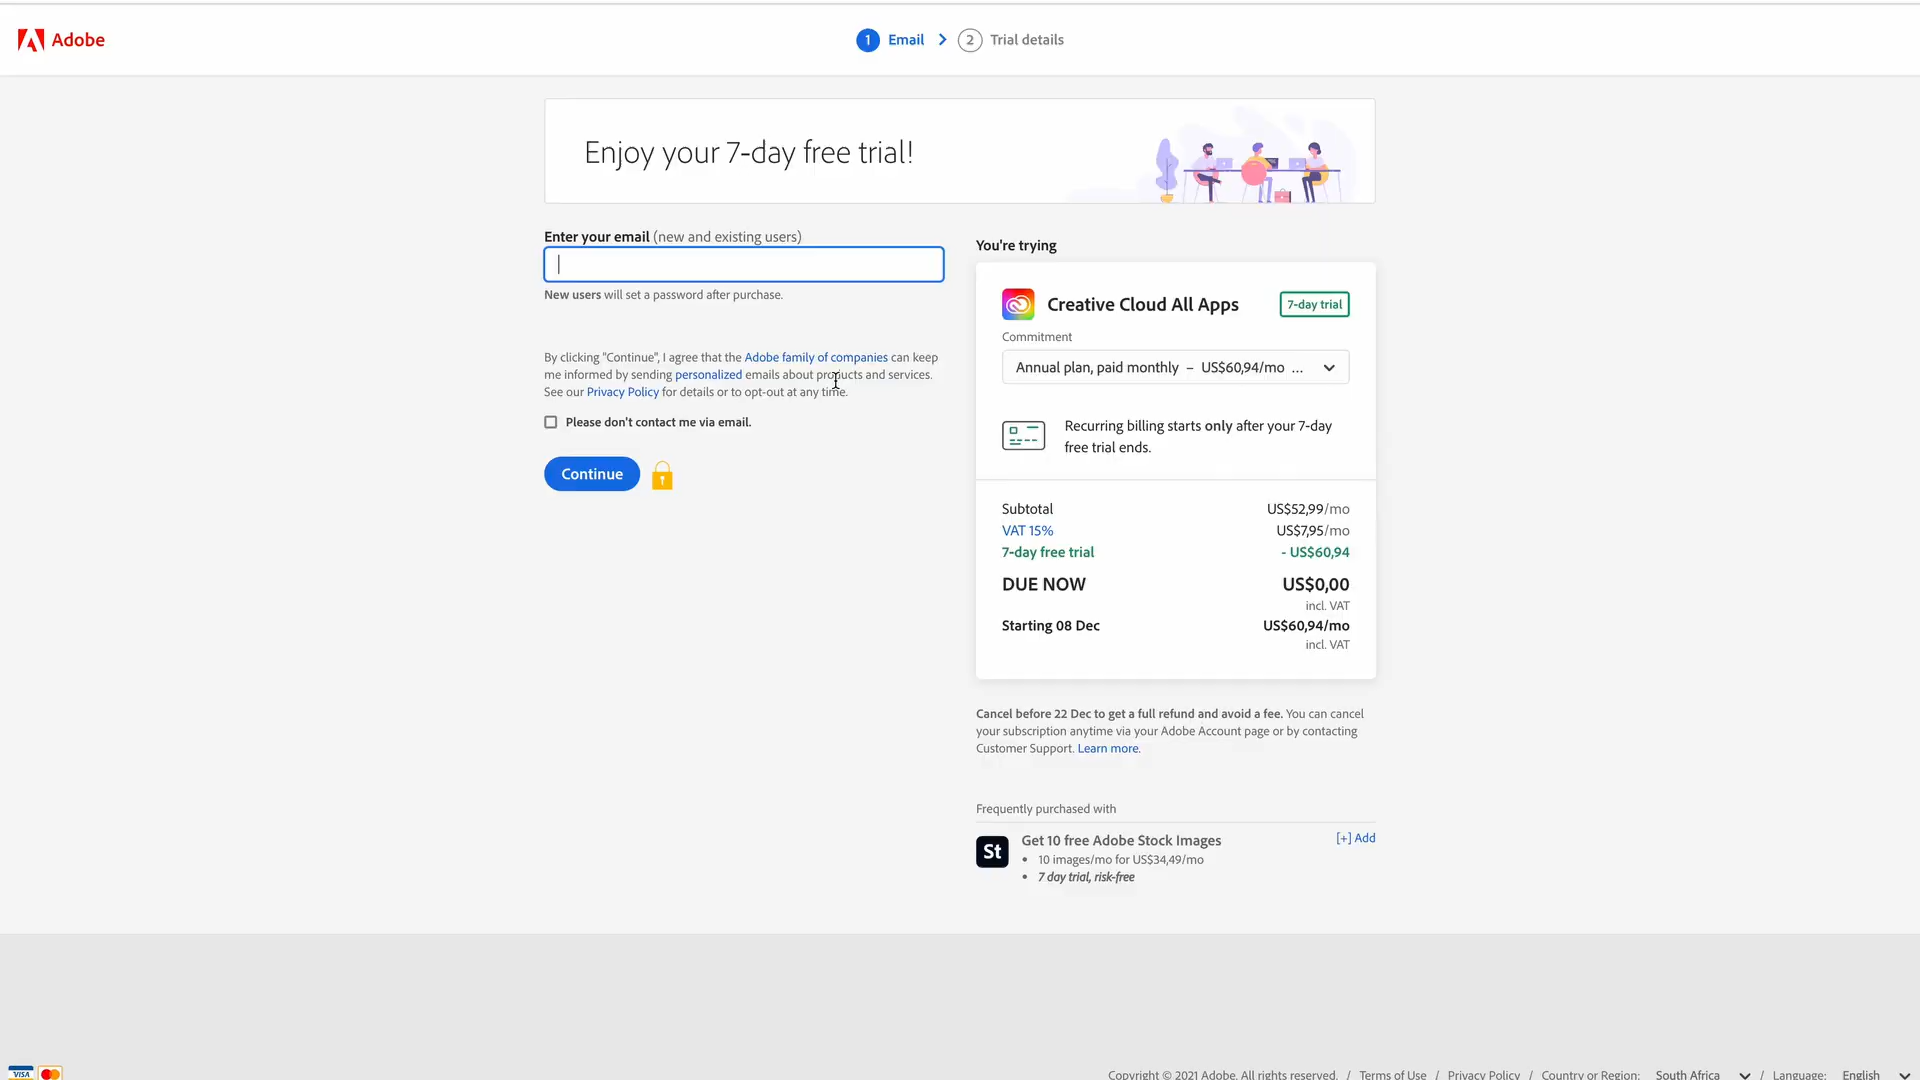 Adobe
1 Email 2 Trial details
Enjoy your 7-day free trial!
Enter your email (new and existing users)
New users will set a password after purchase.
By clicking "Continue", I agree that the Adobe family of companies can keep
me informed by sending personalized emails about products and services.
See our Privacy Policy for details or to opt-out at any time.
Please don't contact me via email.
Continue
You're trying
Creative Cloud All Apps 7-day trial
Commitment
Annual plan, paid monthly – US$60,94/mo ...
Recurring billing starts only after your 7-day
free trial ends.
Subtotal US$52,99/mo
VAT 15% US$7,95/mo
7-day free trial - US$60,94
DUE NOW US$0,00
incl. VAT
Starting 08 Dec US$60,94/mo
incl. VAT
Cancel before 22 Dec to get a full refund and avoid a fee. You can cancel
your subscription anytime via your Adobe Account page or by contacting
Customer Support. Learn more.
Frequently purchased with
St Get 10 free Adobe Stock Images [+] Add
• 10 images/mo for US$34,49/mo
• 7 day trial, risk-free
VISA
Copyright © 2021 Adobe. All rights reserved. / Terms of Use / Privacy Policy / Country or Region: South Africa / Language: English